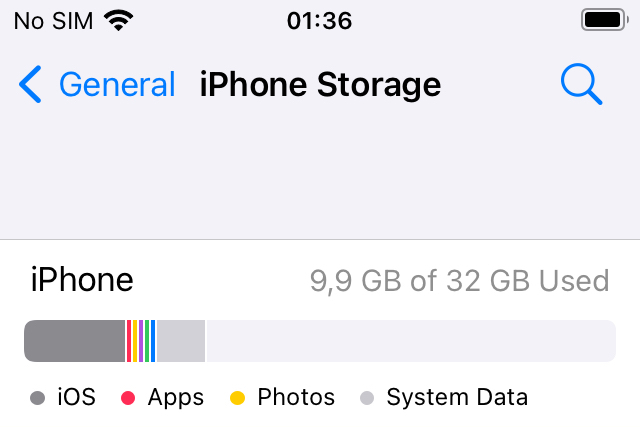 No SIM 01:36
General iPhone Storage
iPhone 9,9 GB of 32 GB Used
iOS Apps Photos System Data